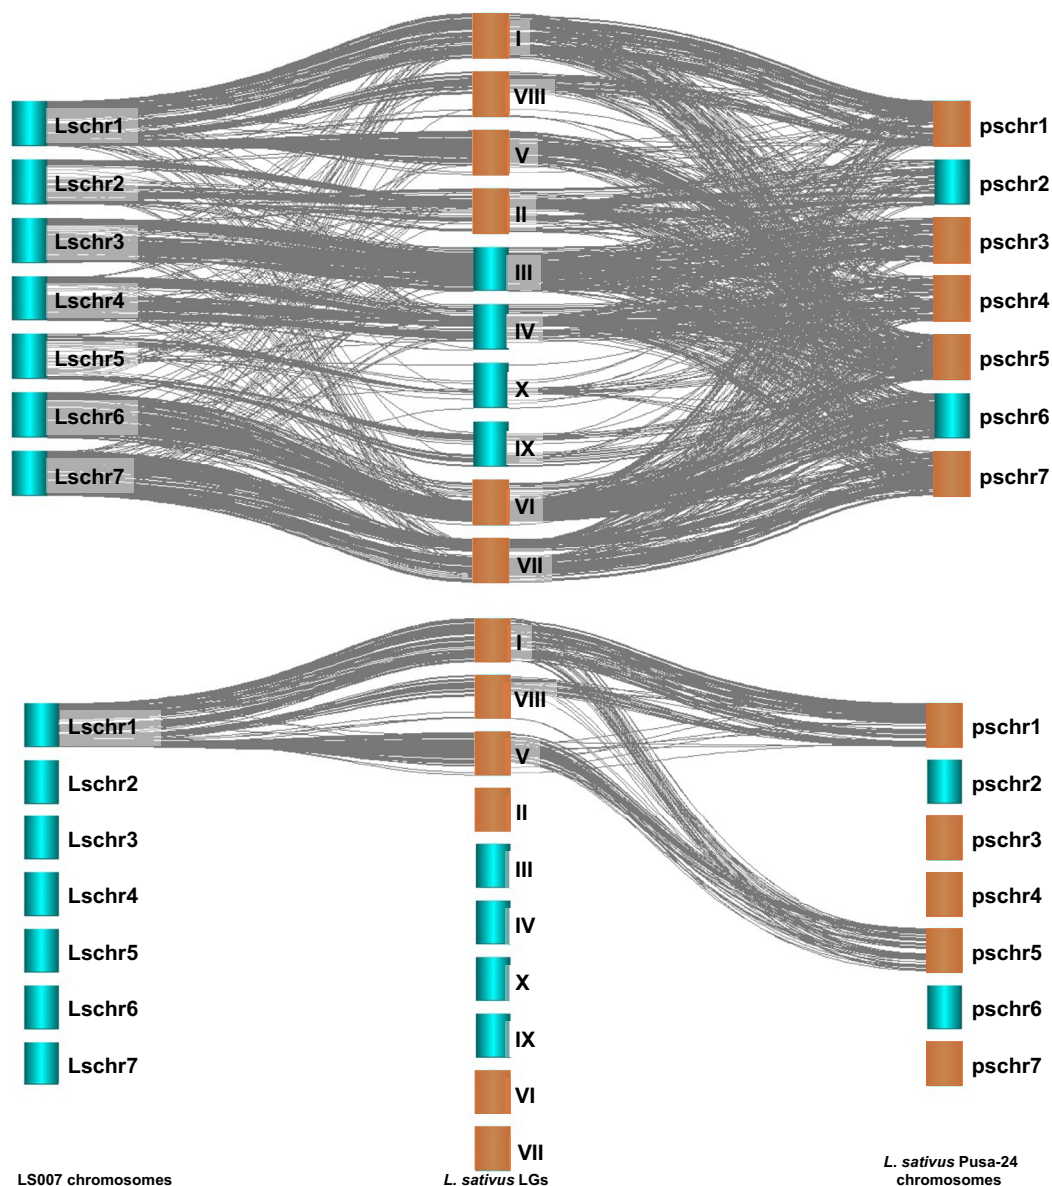 I
VIII
V
II
III
IV
X
IX
VI
VII
Lschr1
Lschr2
Lschr3
Lschr4
Lschr5
Lschr6
Lschr7
pschr1
pschr2
pschr3
pschr4
pschr5
pschr6
pschr7
I
VIII
V
II
III
IV
X
IX
VI
VII
Lschr1
Lschr2
Lschr3
Lschr4
Lschr5
Lschr6
Lschr7
pschr1
pschr2
pschr3
pschr4
pschr5
pschr6
pschr7
LS007 chromosomes
L. sativus LGs
L. sativus Pusa-24
chromosomes